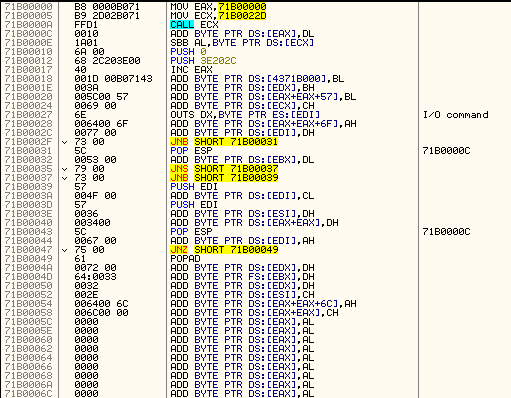 71B00000 B8 0000B071 MOV EAX,71B00000
71B00005 B9 2D02B071 MOV ECX,71B0022D
71B0000A FFD1 CALL ECX
71B0000C 0010 ADD BYTE PTR DS:[EAX],DL
71B0000E 1A01 SBB AL,BYTE PTR DS:[ECX]
71B00010 6A 00 PUSH 0
71B00012 68 2C203E00 PUSH 3E202C
71B00017 40 INC EAX
71B00018 001D 00B07143 ADD BYTE PTR DS:[4371B000],BL
71B0001E 003A ADD BYTE PTR DS:[EDX],BH
71B00020 005C00 57 ADD BYTE PTR DS:[EAX+EAX+57],BL
71B00024 0069 00 ADD BYTE PTR DS:[ECX],CH
71B00027 6E OUTS DX,BYTE PTR ES:[EDI] I/O command
71B00028 006400 6F ADD BYTE PTR DS:[EAX+EAX+6F],AH
71B0002C 0077 00 ADD BYTE PTR DS:[EDI],DH
71B0002F 73 00 JNB SHORT 71B00031
71B00031 5C POP ESP 71B0000C
71B00032 0053 00 ADD BYTE PTR DS:[EBX],DL
71B00035 79 00 JNS SHORT 71B00037
71B00037 73 00 JNB SHORT 71B00039
71B00039 57 PUSH EDI
71B0003A 004F 00 ADD BYTE PTR DS:[EDI],CL
71B0003D 57 PUSH EDI
71B0003E 0036 ADD BYTE PTR DS:[ESI],DH
71B00040 003400 ADD BYTE PTR DS:[EAX+EAX],DH
71B00043 5C POP ESP 71B0000C
71B00044 0067 00 ADD BYTE PTR DS:[EDI],AH
71B00047 75 00 JNZ SHORT 71B00049
71B00049 61 POPAD
71B0004A 0072 00 ADD BYTE PTR DS:[EDX],DH
71B0004D 64:0033 ADD BYTE PTR FS:[EBX],DH
71B00050 0032 ADD BYTE PTR DS:[EDX],DH
71B00052 002E ADD BYTE PTR DS:[ESI],CH
71B00054 006400 6C ADD BYTE PTR DS:[EAX+EAX+6C],AH
71B00058 006C00 00 ADD BYTE PTR DS:[EAX+EAX],CH
71B0005C 0000 ADD BYTE PTR DS:[EAX],AL
71B0005E 0000 ADD BYTE PTR DS:[EAX],AL
71B00060 0000 ADD BYTE PTR DS:[EAX],AL
71B00062 0000 ADD BYTE PTR DS:[EAX],AL
71B00064 0000 ADD BYTE PTR DS:[EAX],AL
71B00066 0000 ADD BYTE PTR DS:[EAX],AL
71B00068 0000 ADD BYTE PTR DS:[EAX],AL
71B0006A 0000 ADD BYTE PTR DS:[EAX],AL
71B0006C 0000 ADD BYTE PTR DS:[EAX],AL